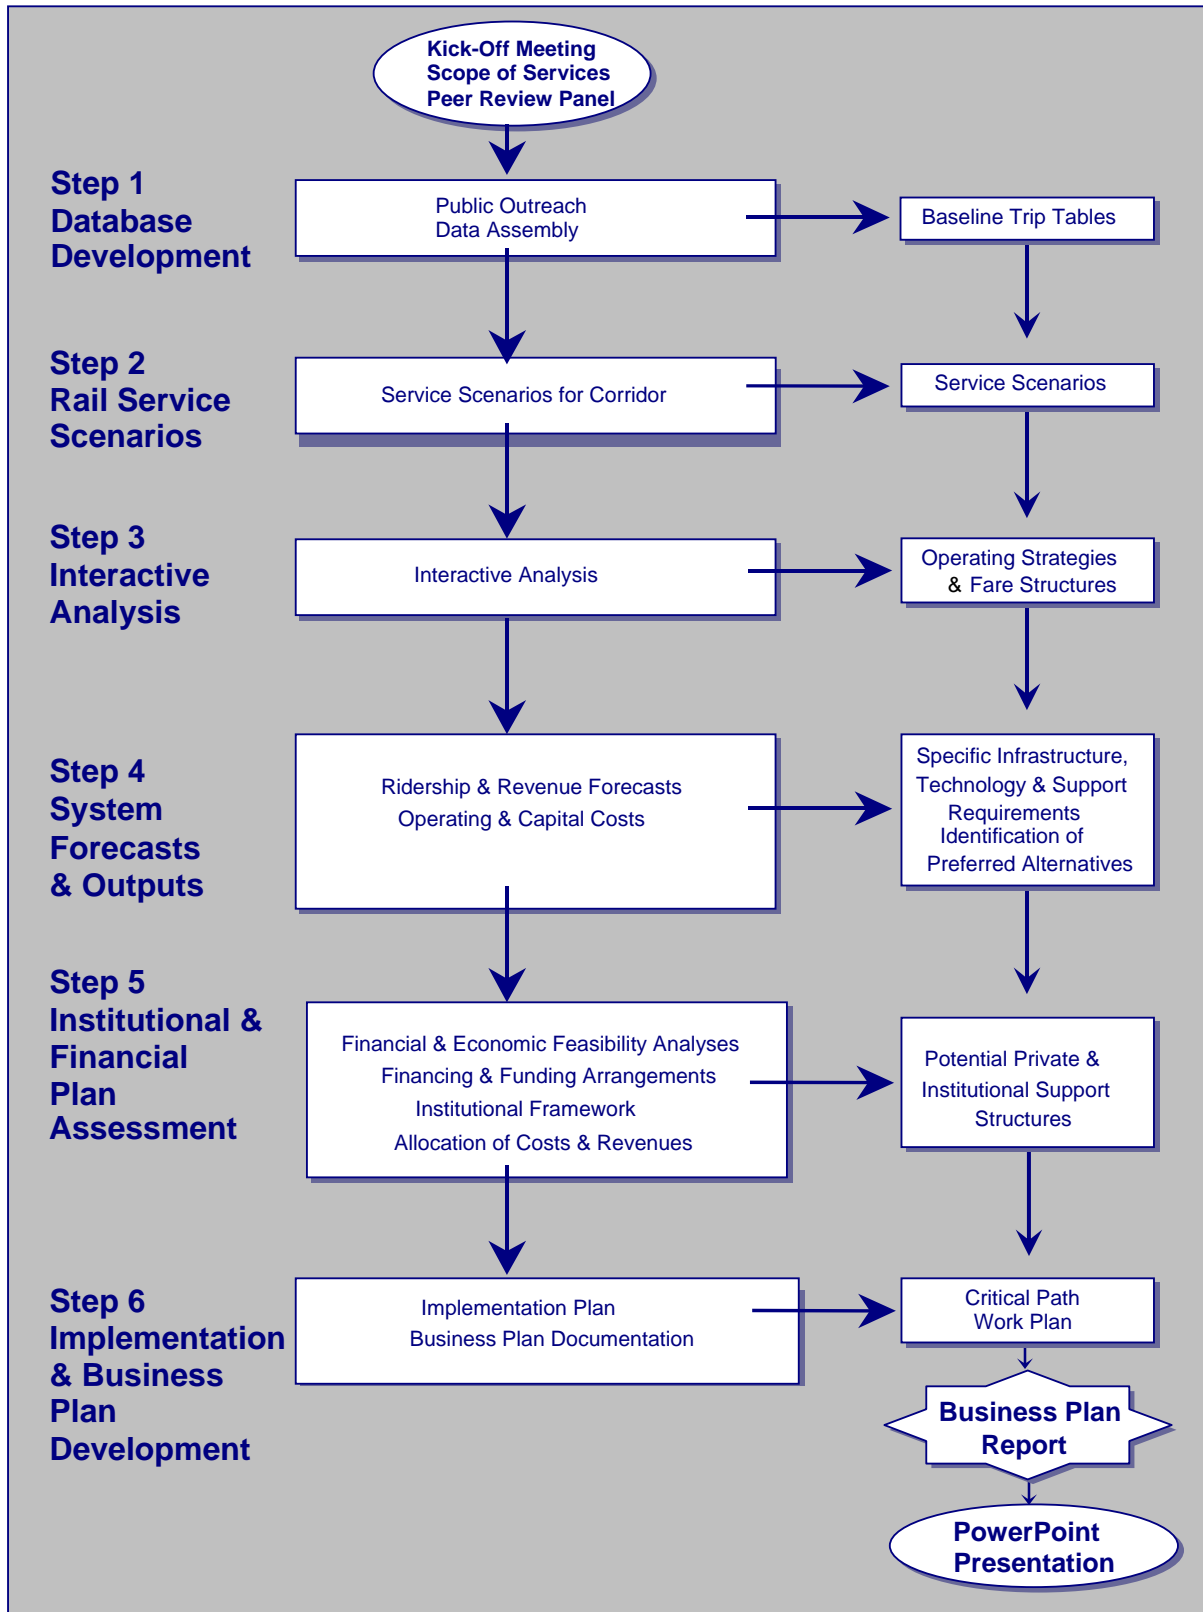 Kick-Off Meeting
Scope of Services
Peer Review Panel
Step 1
Database
Development
Public Outreach
Data Assembly
Baseline Trip Tables
Step 2
Rail Service
Scenarios
Service Scenarios for Corridor
Service Scenarios
Step 3
Interactive
Analysis
Interactive Analysis
Operating Strategies
& Fare Structures
Step 4
System
Forecasts
& Outputs
Ridership & Revenue Forecasts
Operating & Capital Costs
Specific Infrastructure,
Technology & Support
Requirements
Identification of
Preferred Alternatives
Step 5
Institutional &
Financial
Plan
Assessment
Financial & Economic Feasibility Analyses
Financing & Funding Arrangements
Institutional Framework
Allocation of Costs & Revenues
Potential Private &
Institutional Support
Structures
Step 6
Implementation
& Business
Plan
Development
Implementation Plan
Business Plan Documentation
Critical Path
Work Plan
Business Plan
Report
PowerPoint
Presentation